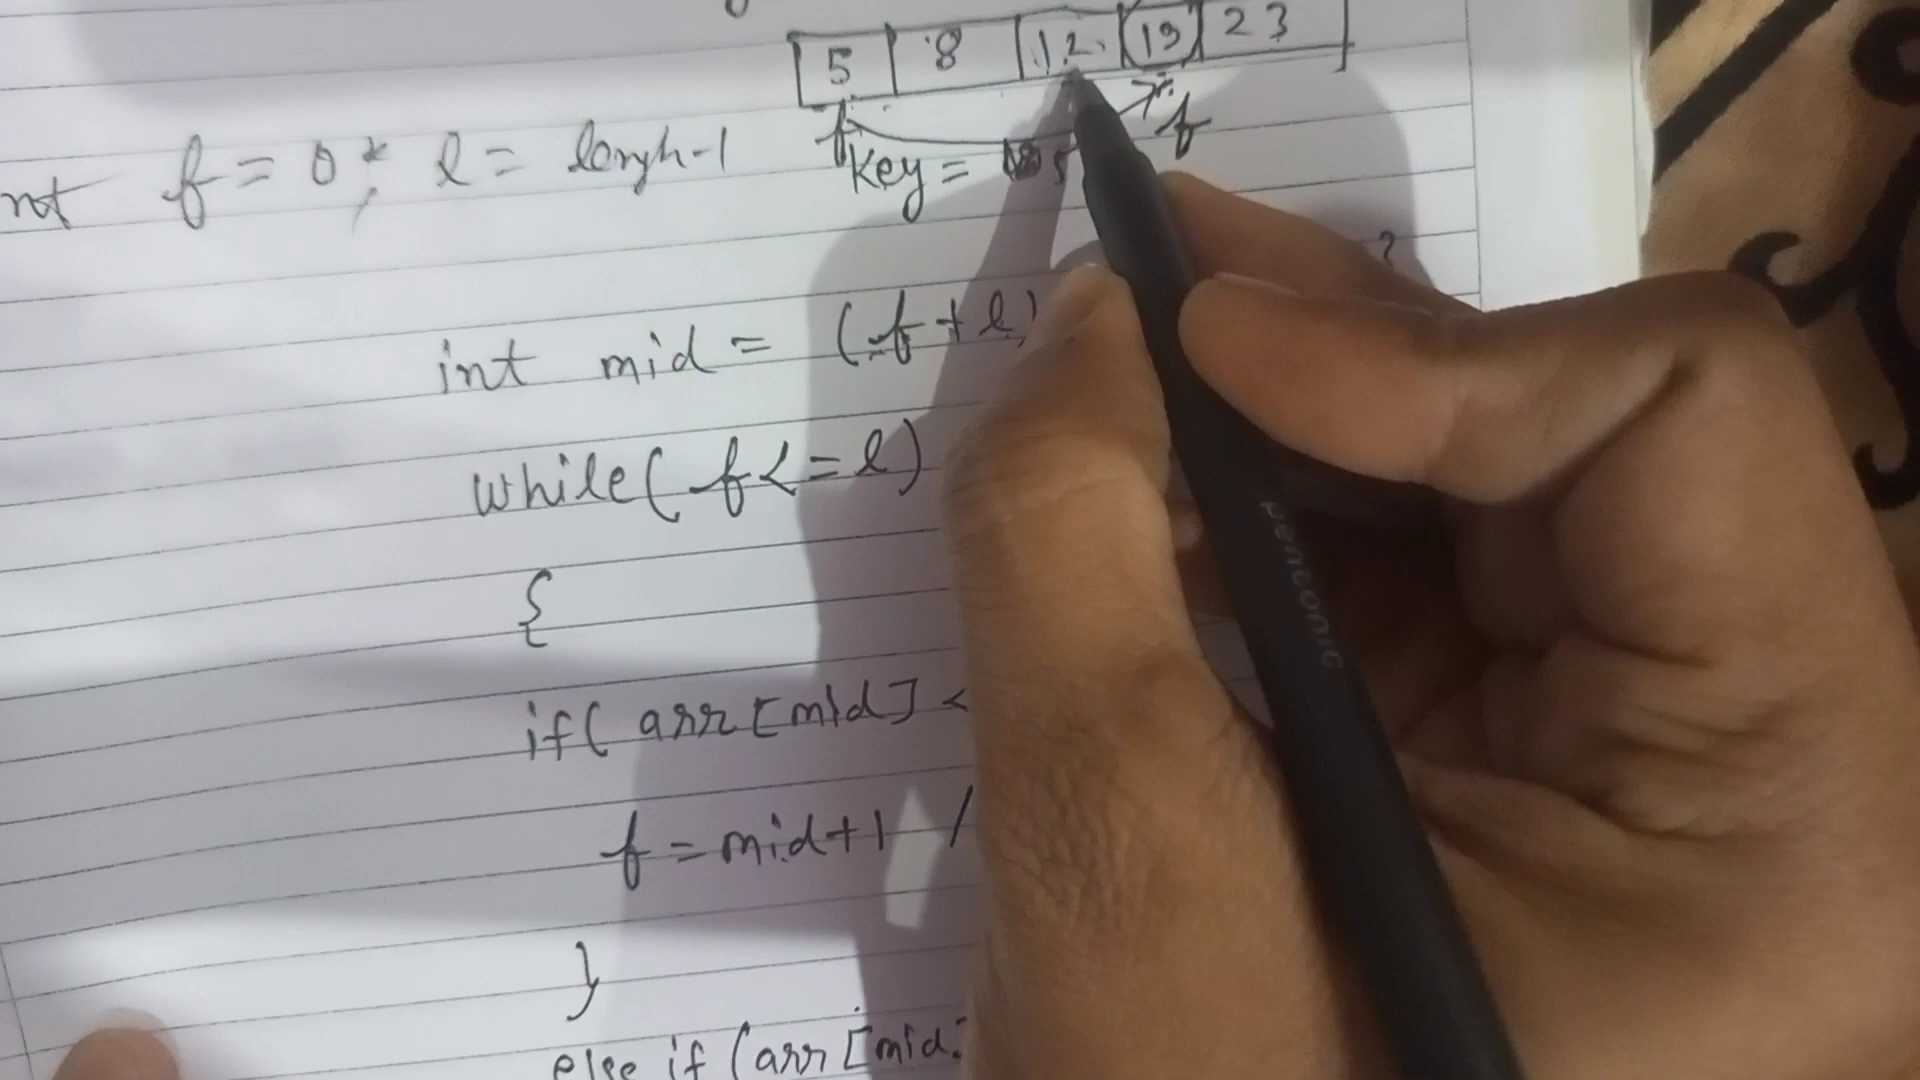 5 8 12 19 23
f f
nt f = 0; l = length-1 key = 5
int mid = (f+l)
while( f<=l)
{
if( arr[mid] <
f = mid+1 /
}
else if (arr[mid]
pentonic